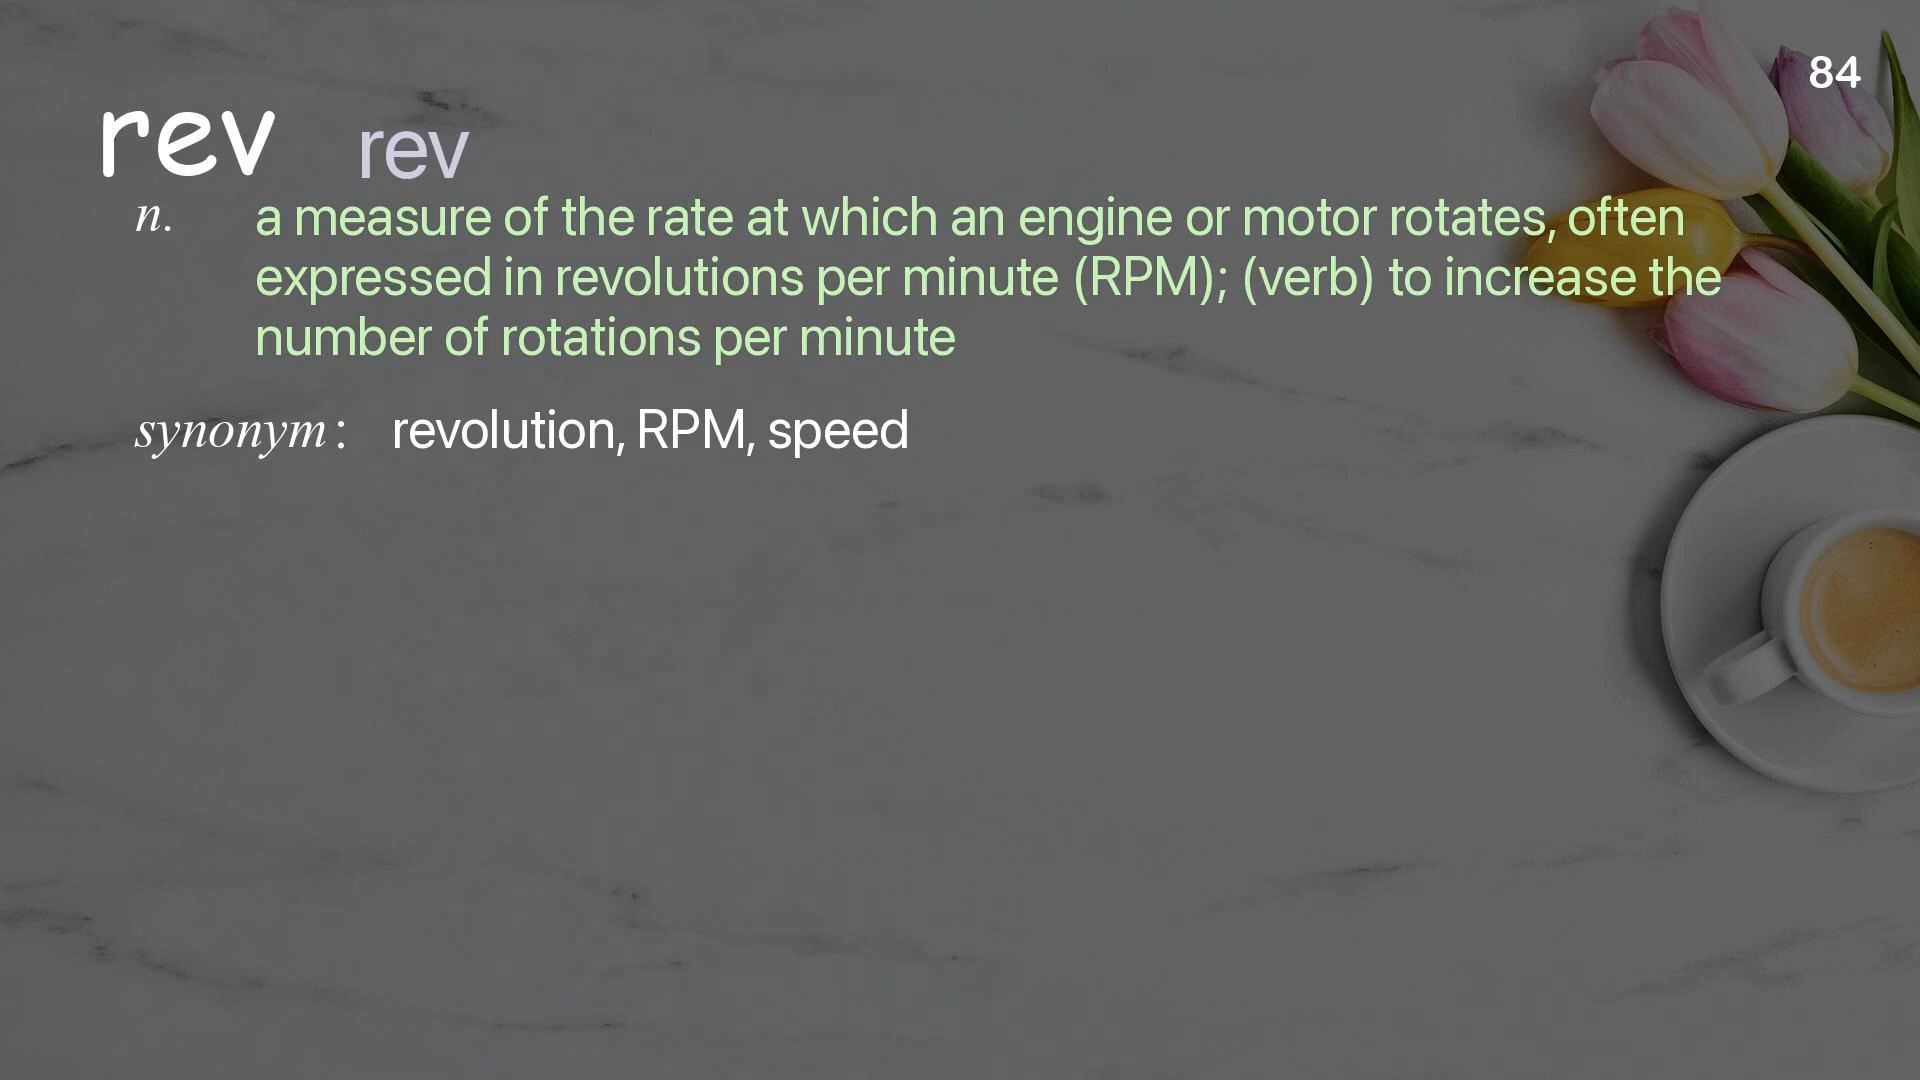 84
rev rev
n. a measure of the rate at which an engine or motor rotates, often
expressed in revolutions per minute (RPM); (verb) to increase the
number of rotations per minute
synonym : revolution, RPM, speed